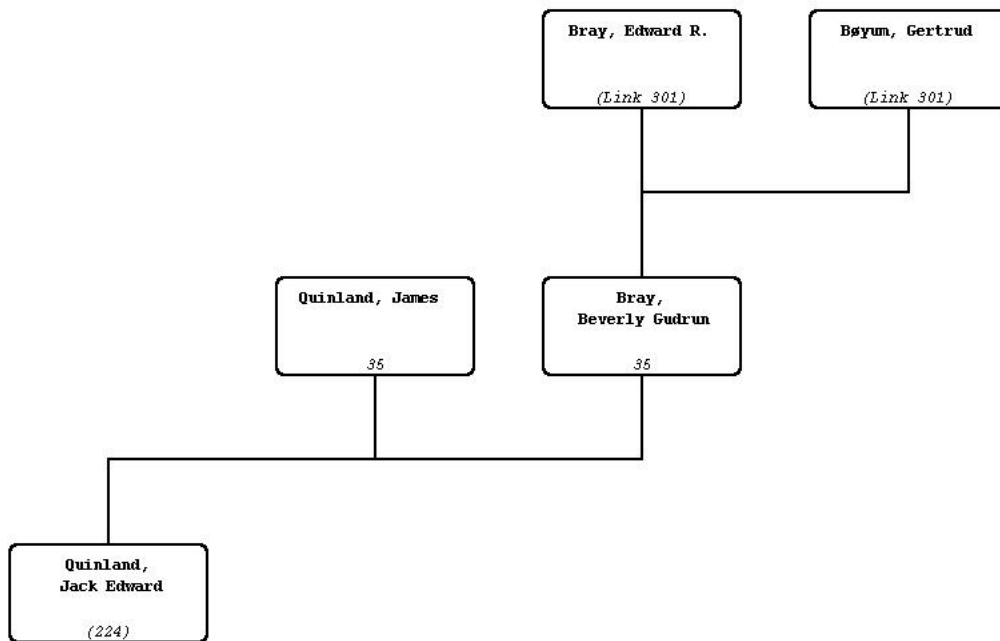 Bray, Edward R.
(Link 301)
Bøyum, Gertrud
(Link 301)
Quinland, James
35
Bray,
Beverly Gudrun
35
Quinland,
Jack Edward
(224)